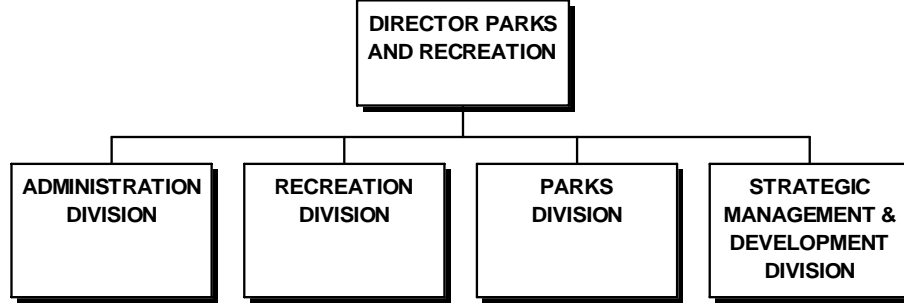 DIRECTOR PARKS
AND RECREATION
ADMINISTRATION
DIVISION
RECREATION
DIVISION
PARKS
DIVISION
STRATEGIC
MANAGEMENT &
DEVELOPMENT
DIVISION